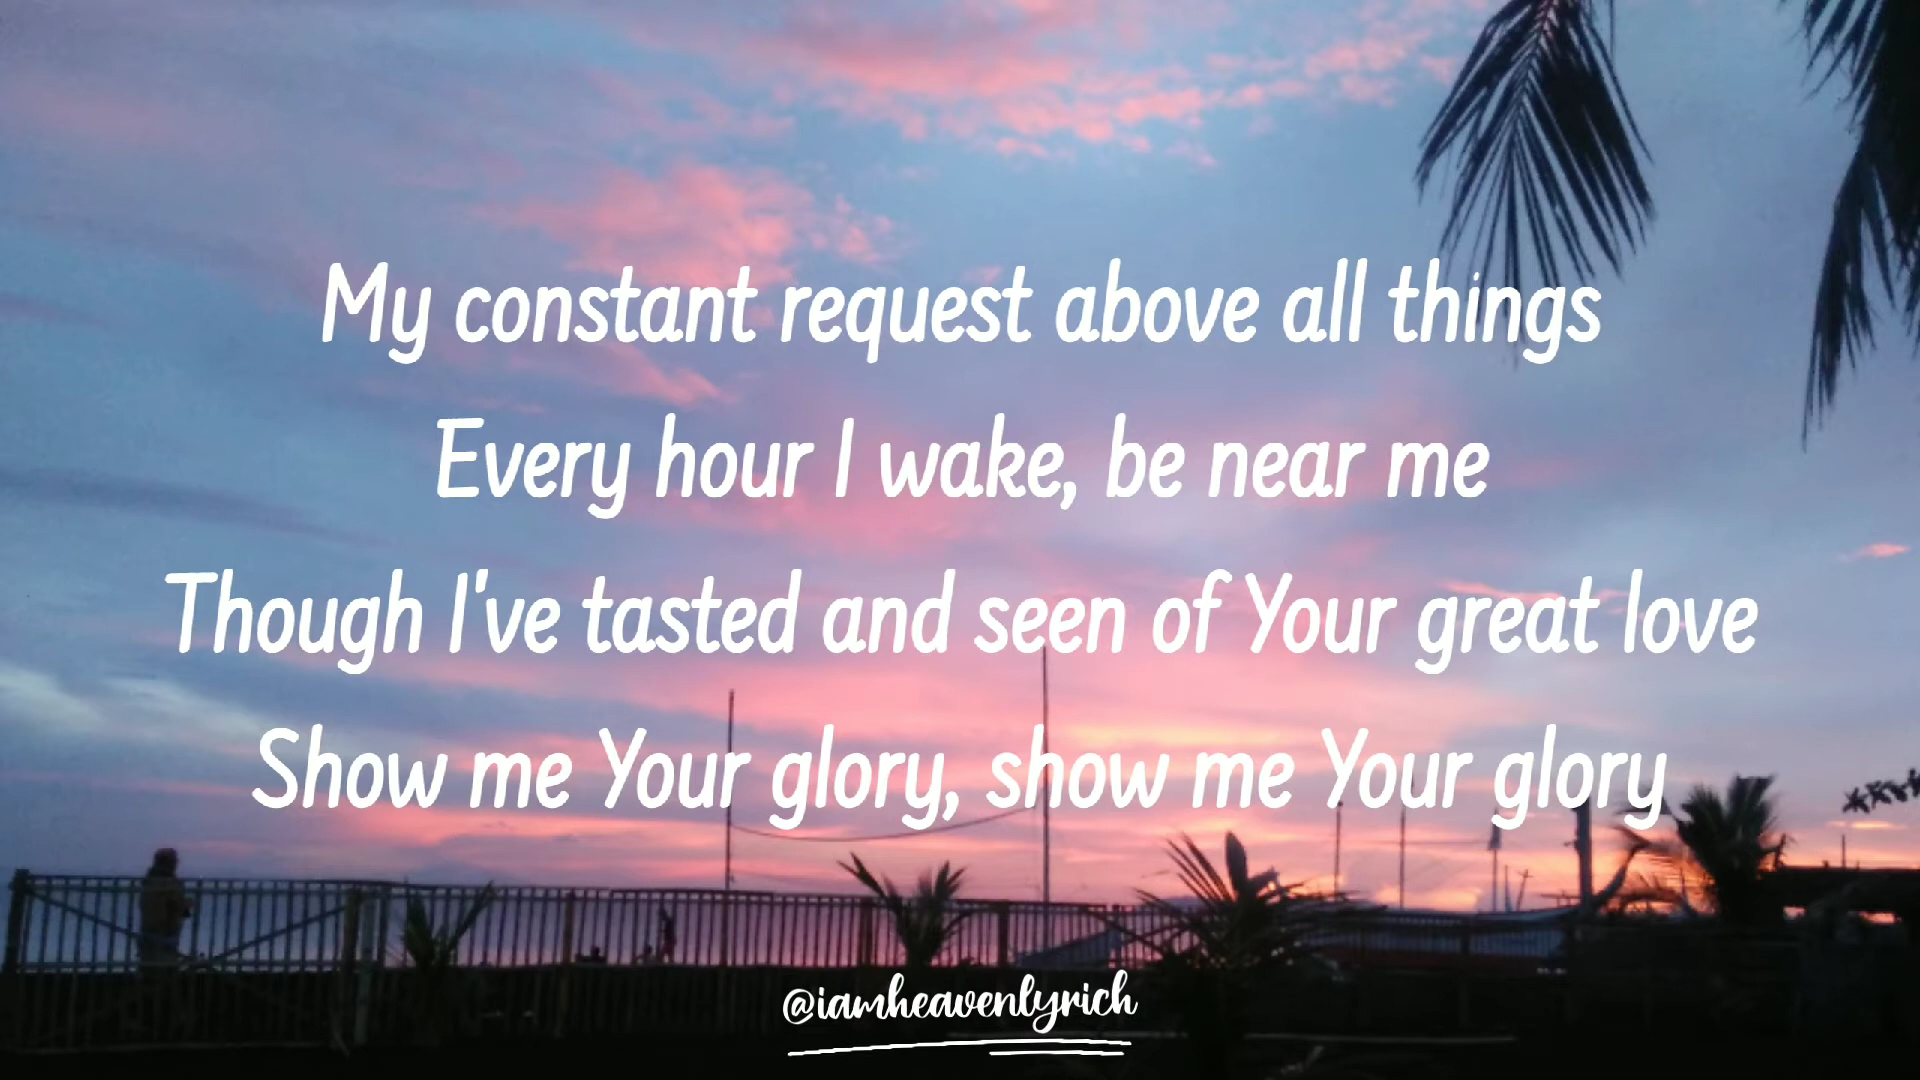 My constant request above all things
Every hour I wake, be near me
Though I've tasted and seen of Your great love
Show me Your glory, show me Your glory
@iamheavenlyrich